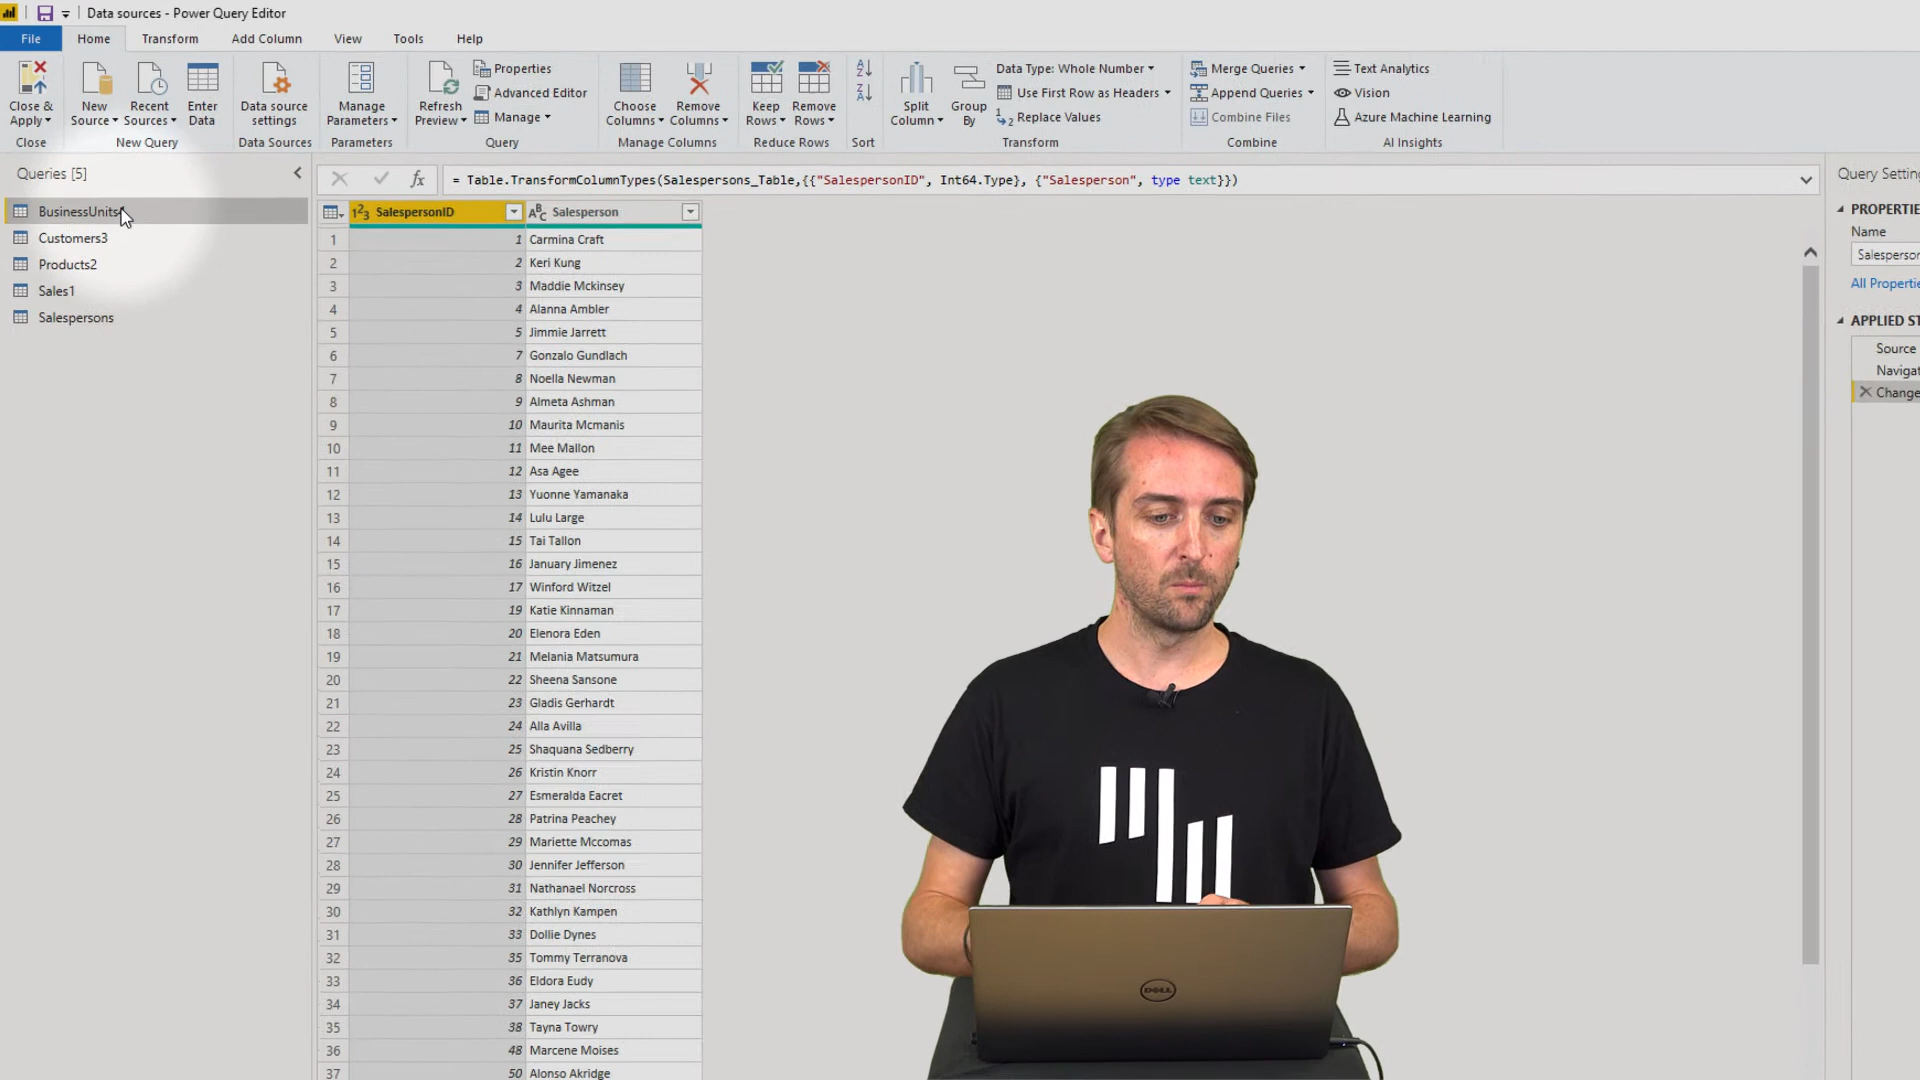 Data sources - Power Query Editor
File Home Transform Add Column View Tools Help
Close & Apply
New Source
Recent Sources
Enter Data
Data source settings
Manage Parameters
Refresh Preview
Properties
Advanced Editor
Manage
Choose Columns
Remove Columns
Keep Rows
Remove Rows
Split Column
Group By
Data Type: Whole Number
Use First Row as Headers
Replace Values
Merge Queries
Append Queries
Combine Files
Text Analytics
Vision
Azure Machine Learning
Close New Query Data Sources Parameters Query Manage Columns Reduce Rows Sort Transform Combine AI Insights
Queries [5]
BusinessUnits
Customers3
Products2
Sales1
Salespersons
fx = Table.TransformColumnTypes(Salespersons_Table,{{"SalespersonID", Int64.Type}, {"Salesperson", type text}})
SalespersonID Salesperson
1 1 Carmina Craft
2 2 Keri Kung
3 3 Maddie Mckinsey
4 4 Alanna Ambler
5 5 Jimmie Jarrett
6 7 Gonzalo Gundlach
7 8 Noella Newman
8 9 Almeta Ashman
9 10 Maurita Mcmanis
10 11 Mee Mallon
11 12 Asa Agee
12 13 Yuonne Yamanaka
13 14 Lulu Large
14 15 Tai Tallon
15 16 January Jimenez
16 17 Winford Witzel
17 19 Katie Kinnaman
18 20 Elenora Eden
19 21 Melania Matsumura
20 22 Sheena Sansone
21 23 Gladis Gerhardt
22 24 Alla Avilla
23 25 Shaquana Sedberry
24 26 Kristin Knorr
25 27 Esmeralda Eacret
26 28 Patrina Peachey
27 29 Mariette Mccomas
28 30 Jennifer Jefferson
29 31 Nathanael Norcross
30 32 Kathlyn Kampen
31 33 Dollie Dynes
32 35 Tommy Terranova
33 36 Eldora Eudy
34 37 Janey Jacks
35 38 Tayna Towry
36 48 Marcene Moises
37 50 Alonso Akridge
Query Setting
PROPERTIE
Name
Salesperson
All Propertie
APPLIED ST
Source
Navigat
Change
DELL